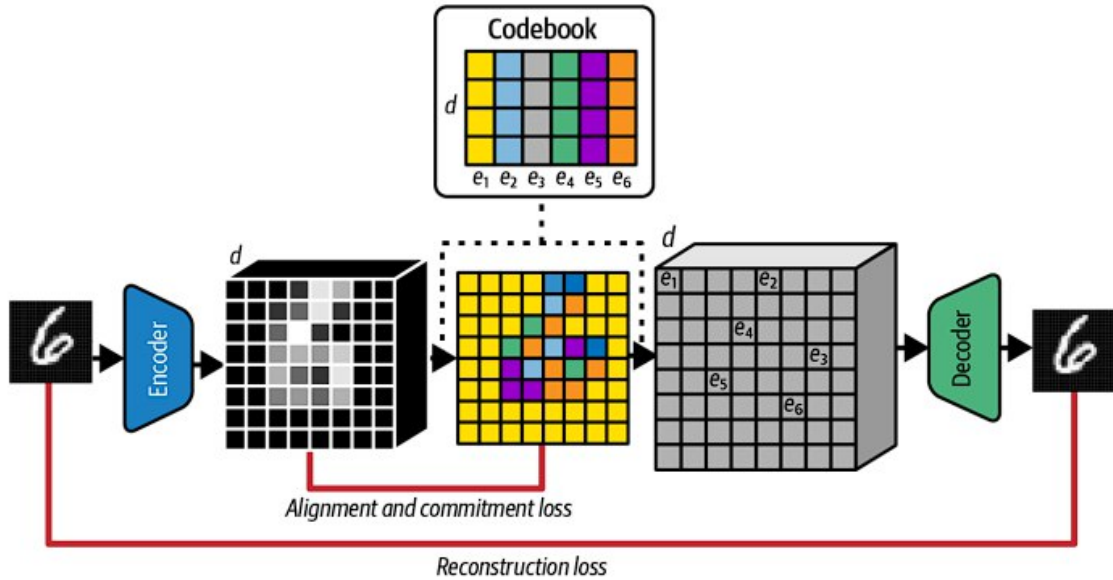 Codebook
d
e₁ e₂ e₃ e₄ e₅ e₆
d
d
e₁ e₂
e₄
e₃
e₅
e₆
Encoder
Decoder
Alignment and commitment loss
Reconstruction loss